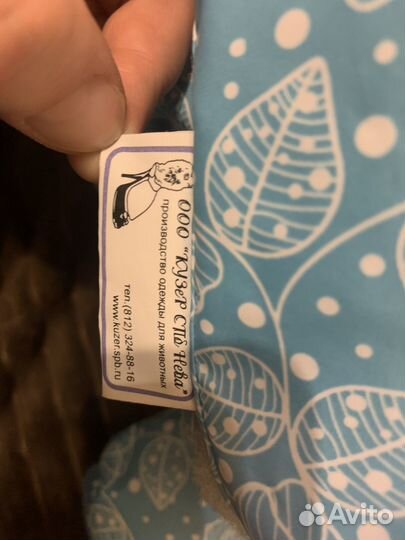 ООО "КУЗеР СПб Нева"
производство одежды для животных
тел.(812) 324-88-16
www.kuzer.spb.ru
Avito